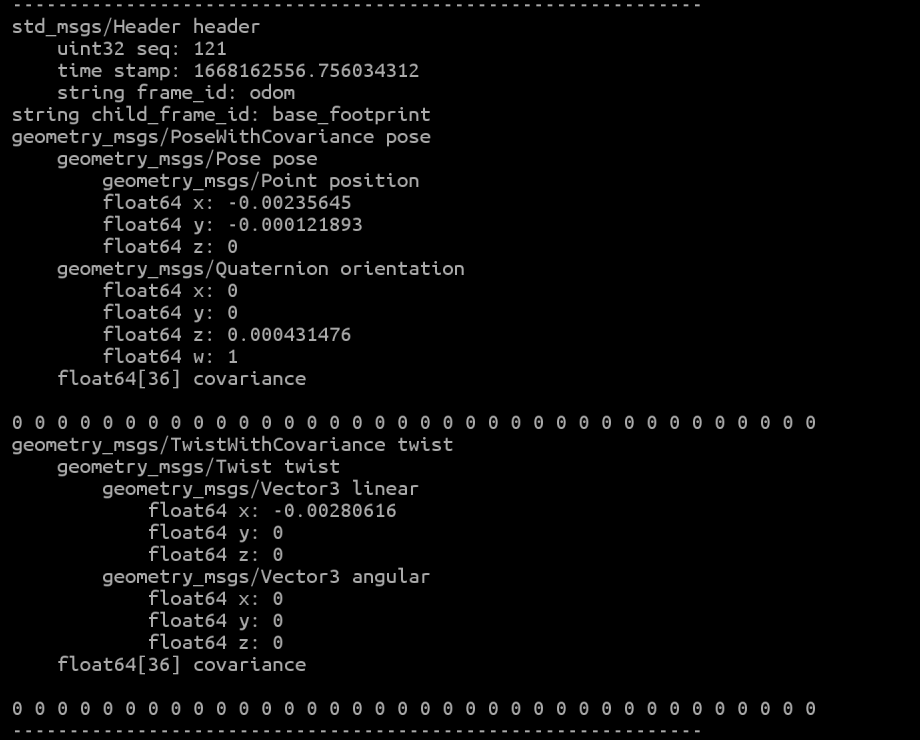 -------------------------------------------------------------
std_msgs/Header header
    uint32 seq: 121
    time stamp: 1668162556.756034312
    string frame_id: odom
string child_frame_id: base_footprint
geometry_msgs/PoseWithCovariance pose
    geometry_msgs/Pose pose
        geometry_msgs/Point position
        float64 x: -0.00235645
        float64 y: -0.000121893
        float64 z: 0
    geometry_msgs/Quaternion orientation
        float64 x: 0
        float64 y: 0
        float64 z: 0.000431476
        float64 w: 1
    float64[36] covariance

0 0 0 0 0 0 0 0 0 0 0 0 0 0 0 0 0 0 0 0 0 0 0 0 0 0 0 0 0 0 0 0 0 0 0 0
geometry_msgs/TwistWithCovariance twist
    geometry_msgs/Twist twist
        geometry_msgs/Vector3 linear
            float64 x: -0.00280616
            float64 y: 0
            float64 z: 0
        geometry_msgs/Vector3 angular
            float64 x: 0
            float64 y: 0
            float64 z: 0
    float64[36] covariance

0 0 0 0 0 0 0 0 0 0 0 0 0 0 0 0 0 0 0 0 0 0 0 0 0 0 0 0 0 0 0 0 0 0 0 0
-------------------------------------------------------------